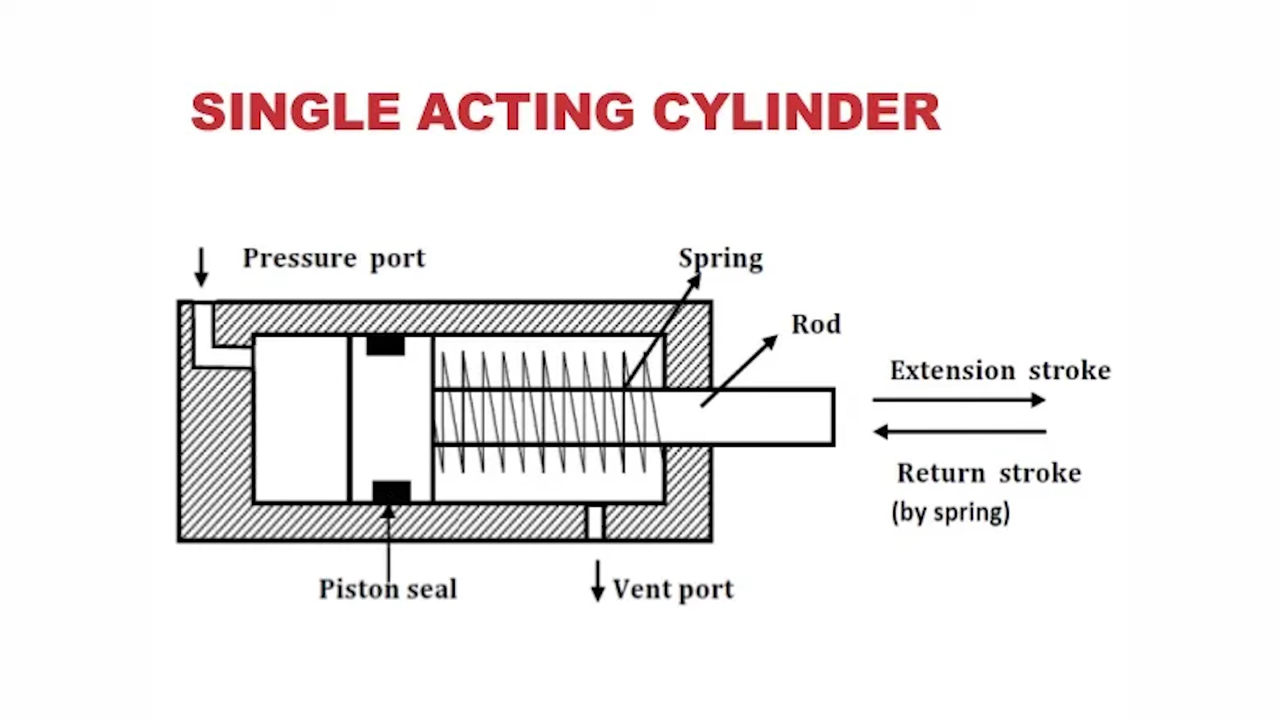 SINGLE ACTING CYLINDER
Pressure port
Spring
Rod
Extension stroke
Return stroke
(by spring)
Piston seal
Vent port